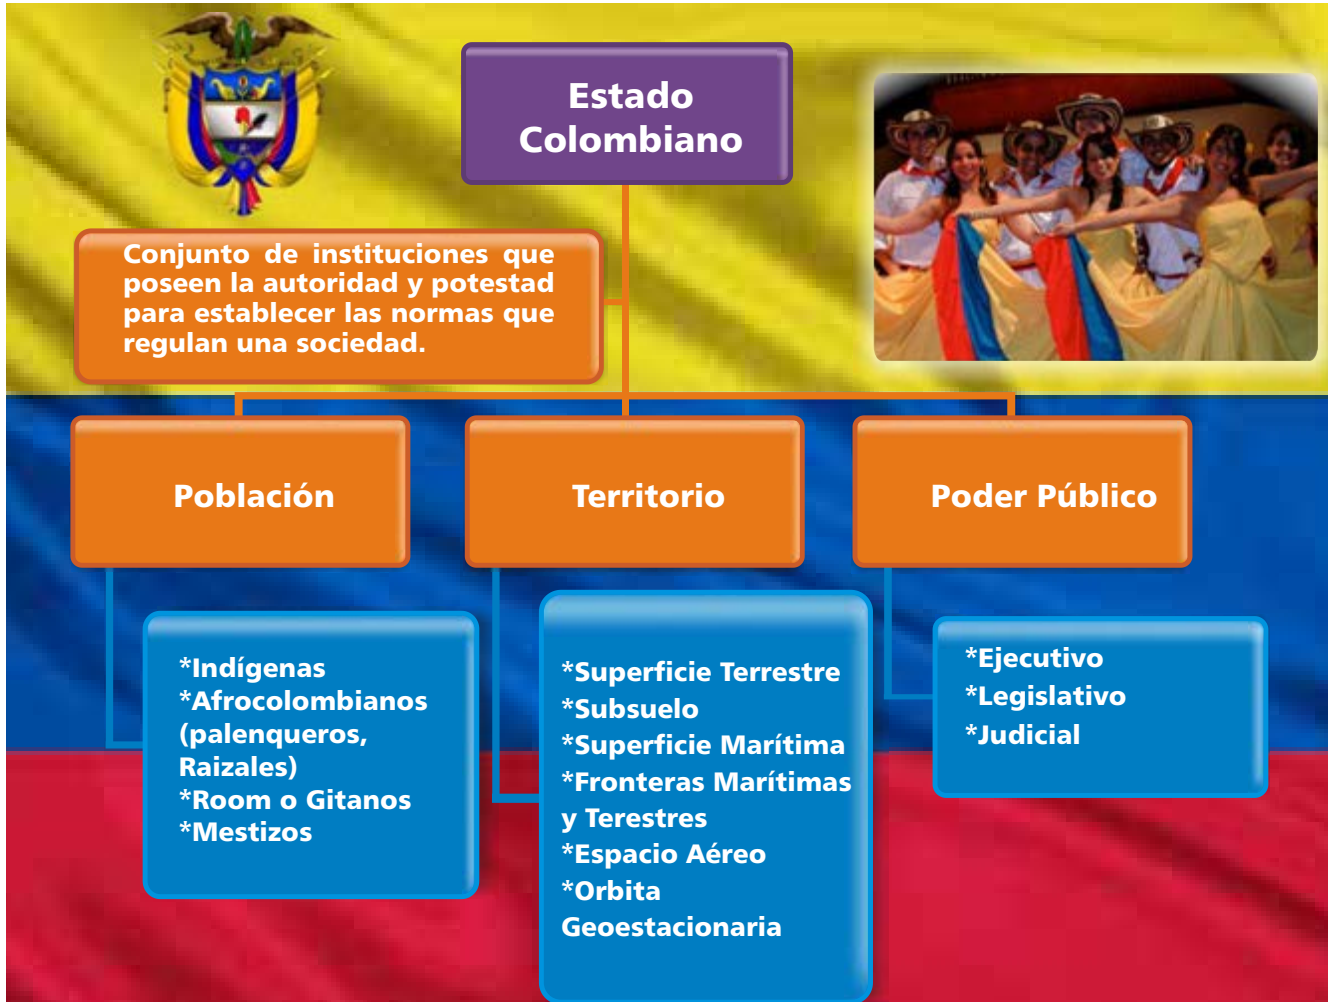 Estado
Colombiano
Conjunto de instituciones que
poseen la autoridad y potestad
para establecer las normas que
regulan una sociedad.
Población
Territorio
Poder Público
*Indígenas
*Afrocolombianos
(palenqueros,
Raizales)
*Room o Gitanos
*Mestizos
*Superficie Terrestre
*Subsuelo
*Superficie Marítima
*Fronteras Marítimas
y Terestres
*Espacio Aéreo
*Orbita
Geoestacionaria
*Ejecutivo
*Legislativo
*Judicial